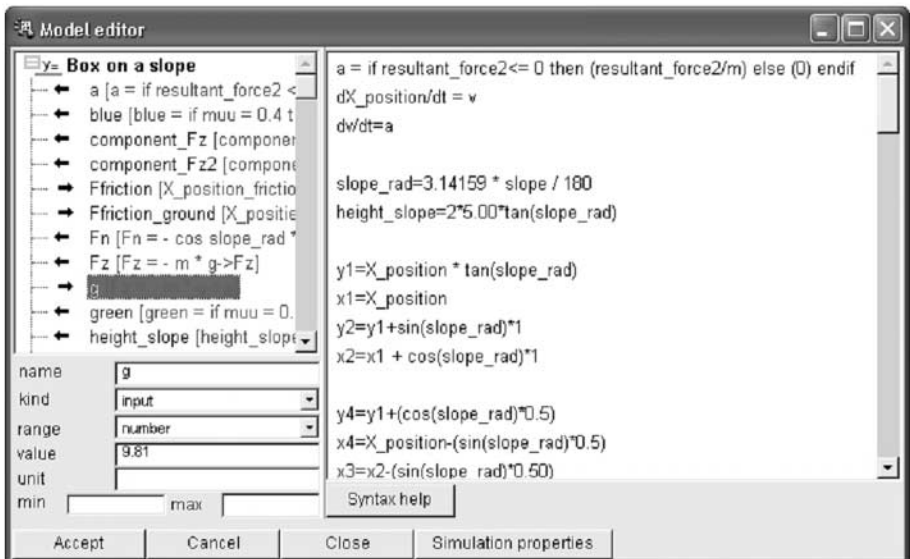 Model editor
y= Box on a slope
a [a = if resultant_force2 <
blue [blue = if muu = 0.4 t
component_Fz [compone
component_Fz2 [compone
Ffriction [X_position_frictio
Ffriction_ground [X_positie
Fn [Fn = - cos slope_rad *
Fz [Fz = - m * g->Fz]
g
green [green = if muu = 0.
height_slope [height_slope
name g
kind input
range number
value 9.81
unit
min max
a = if resultant_force2<= 0 then (resultant_force2/m) else (0) endif
dX_position/dt = v
dv/dt=a
slope_rad=3.14159 * slope / 180
height_slope=2*5.00*tan(slope_rad)
y1=X_position * tan(slope_rad)
x1=X_position
y2=y1+sin(slope_rad)*1
x2=x1 + cos(slope_rad)*1
y4=y1+(cos(slope_rad)*0.5)
x4=X_position-(sin(slope_rad)*0.5)
x3=x2-(sin(slope_rad)*0.50)
Syntax help
Accept Cancel Close Simulation properties